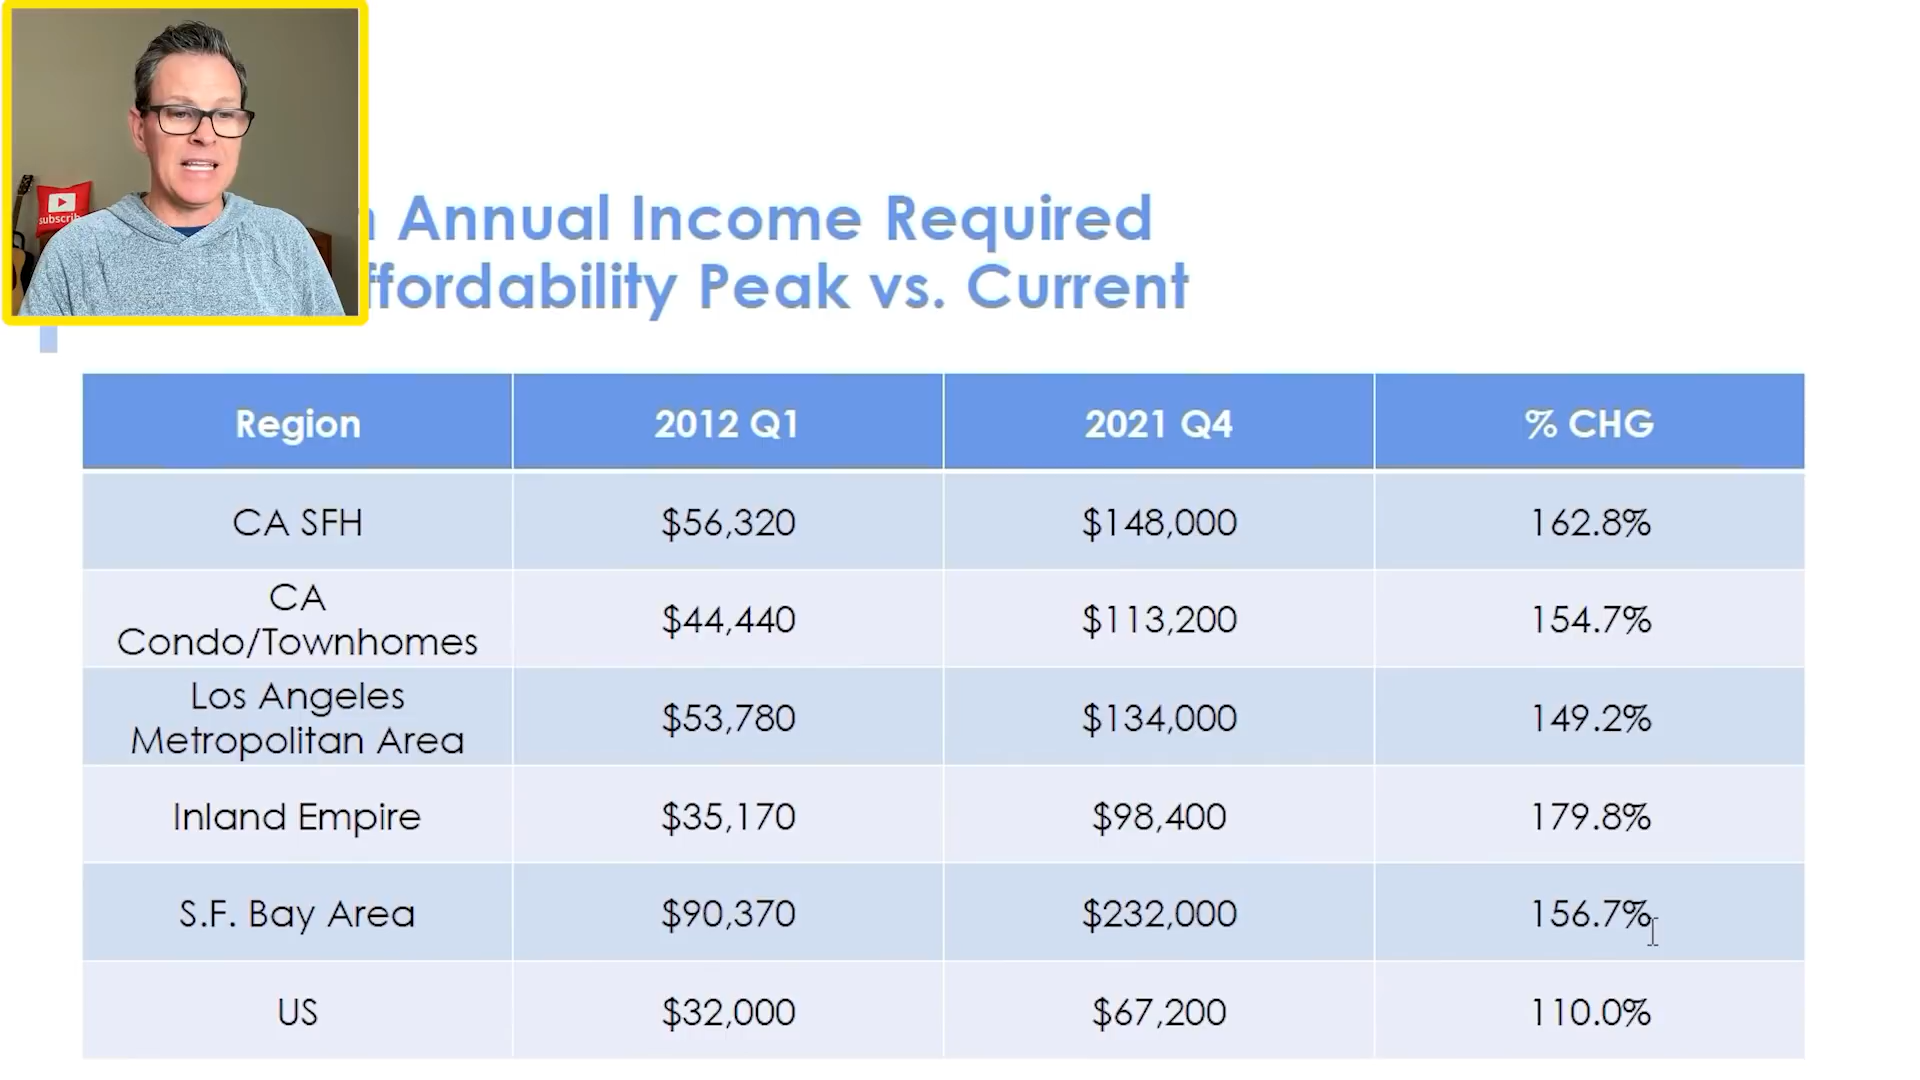 subscrib
Annual Income Required
ffordability Peak vs. Current
Region 2012 Q1 2021 Q4 % CHG
CA SFH $56,320 $148,000 162.8%
CA
Condo/Townhomes $44,440 $113,200 154.7%
Los Angeles
Metropolitan Area $53,780 $134,000 149.2%
Inland Empire $35,170 $98,400 179.8%
S.F. Bay Area $90,370 $232,000 156.7%
US $32,000 $67,200 110.0%